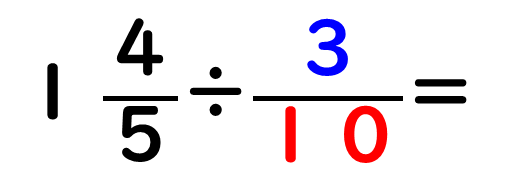 1 4/5 ÷ 3/10 =